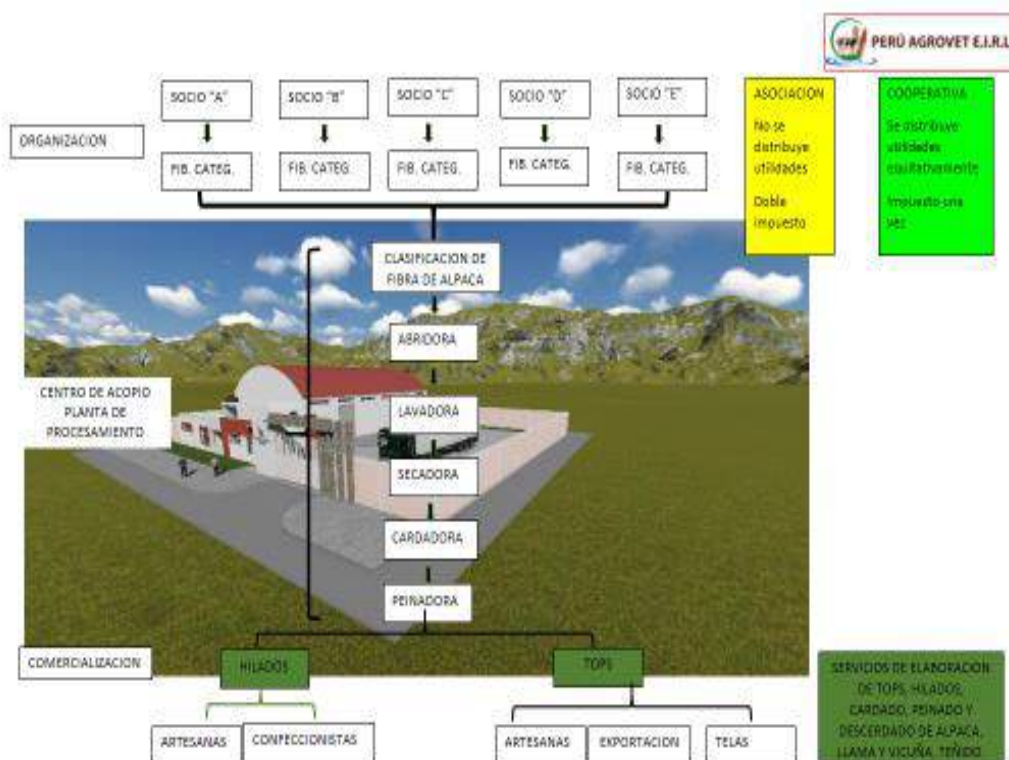 PERÚ AGROVET E.I.R.L
SOCIO "A"
SOCIO "B"
SOCIO "C"
SOCIO "D"
SOCIO "E"
ORGANIZACION
FIB. CATEG.
FIB. CATEG.
FIB. CATEG.
FIB. CATEG.
FIB. CATEG.
ASOCIACION
No se
distribuye
utilidades
Doble
impuesto
COOPERATIVA
Se distribuye
utilidades
equitativamente
Impuesto una
vez
CLASIFICACION DE
FIBRA DE ALPACA
ABRIDORA
CENTRO DE ACOPIO
PLANTA DE
PROCESAMIENTO
LAVADORA
SECADORA
CARDADORA
PEINADORA
COMERCIALIZACION
HILADOS
TOPS
ARTESANAS
CONFECCIONISTAS
ARTESANAS
EXPORTACION
TELAS
SERVICIOS DE ELABORACION
DE TOPS, HILADOS,
CARDADO, PEINADO Y
DESCERDADO DE ALPACA,
LLAMA Y VICUÑA, TEÑIDO